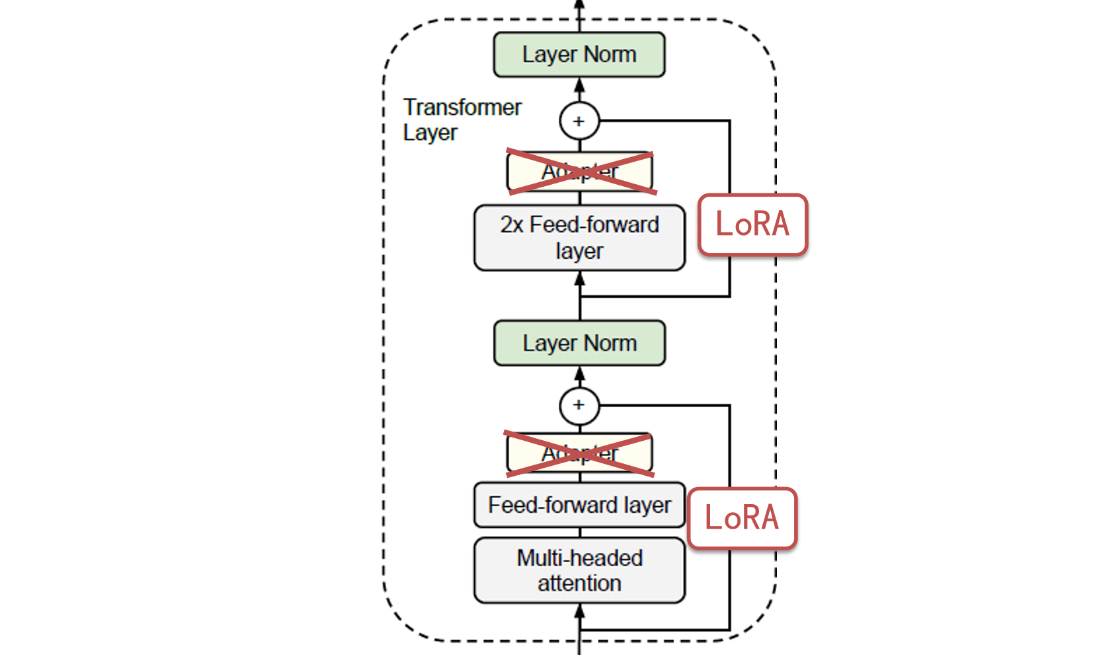 Layer Norm
Transformer
Layer
+
Adapter
2x Feed-forward
layer
LoRA
Layer Norm
+
Adapter
Feed-forward layer
LoRA
Multi-headed
attention